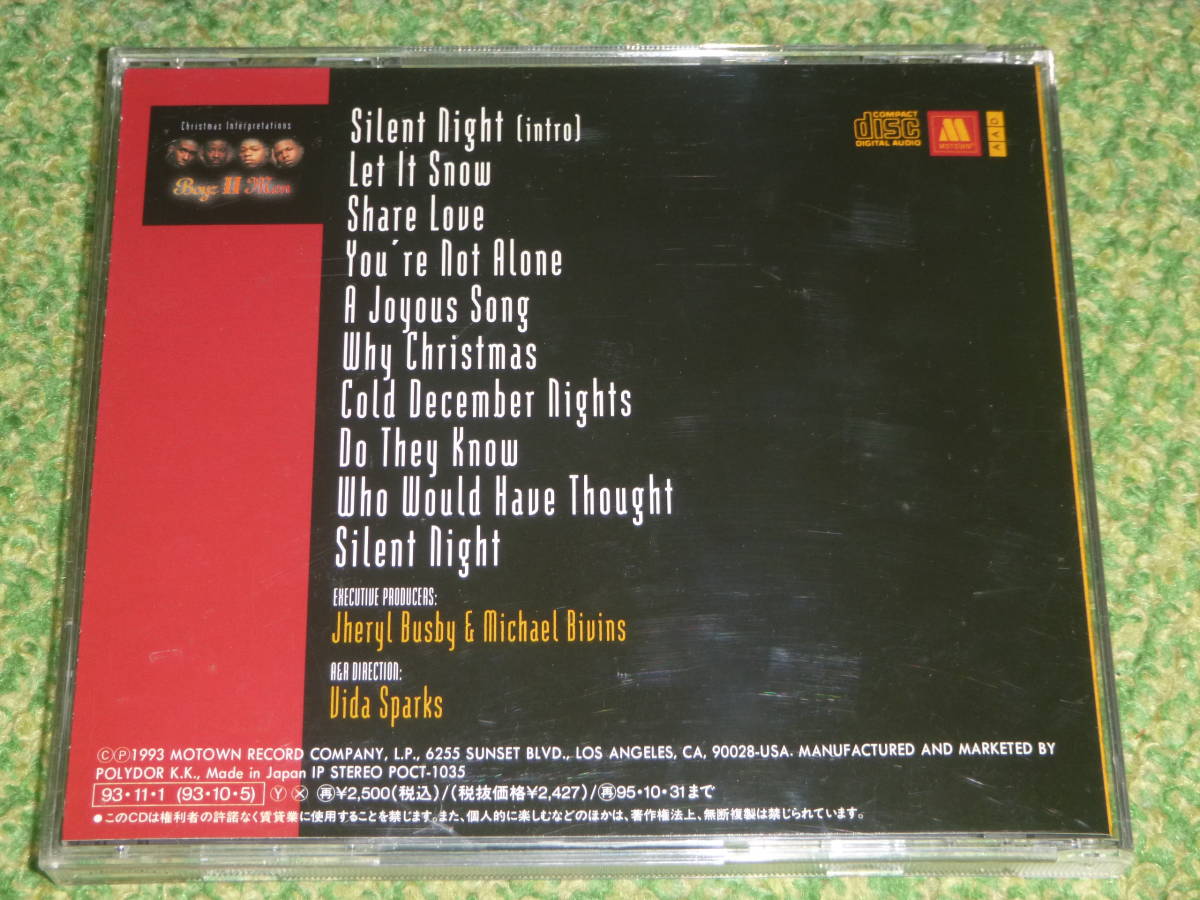 Christmas Interpretations
Boyz II Men
Silent Night (intro)
Let It Snow
Share Love
You're Not Alone
A Joyous Song
Why Christmas
Cold December Nights
Do They Know
Who Would Have Thought
Silent Night
EXECUTIVE PRODUCERS:
Jheryl Busby & Michael Bivins
A&R DIRECTION:
Vida Sparks
COMPACT
disc
DIGITAL AUDIO
M
MOTOWN
AAD
ⒸⓅ1993 MOTOWN RECORD COMPANY, L.P., 6255 SUNSET BLVD., LOS ANGELES, CA, 90028-USA. MANUFACTURED AND MARKETED BY
POLYDOR K.K., Made in Japan IP STEREO POCT-1035
93・11・1 (93・10・5) Ⓨ Ⓧ ㊢¥2,500(税込)/(税抜価格¥2,427)/㊢95・10・31まで
●このCDは権利者の許諾なく賃貸業に使用することを禁じます。また、個人的に楽しむなどのほかは、著作権法上、無断複製は禁じられています。